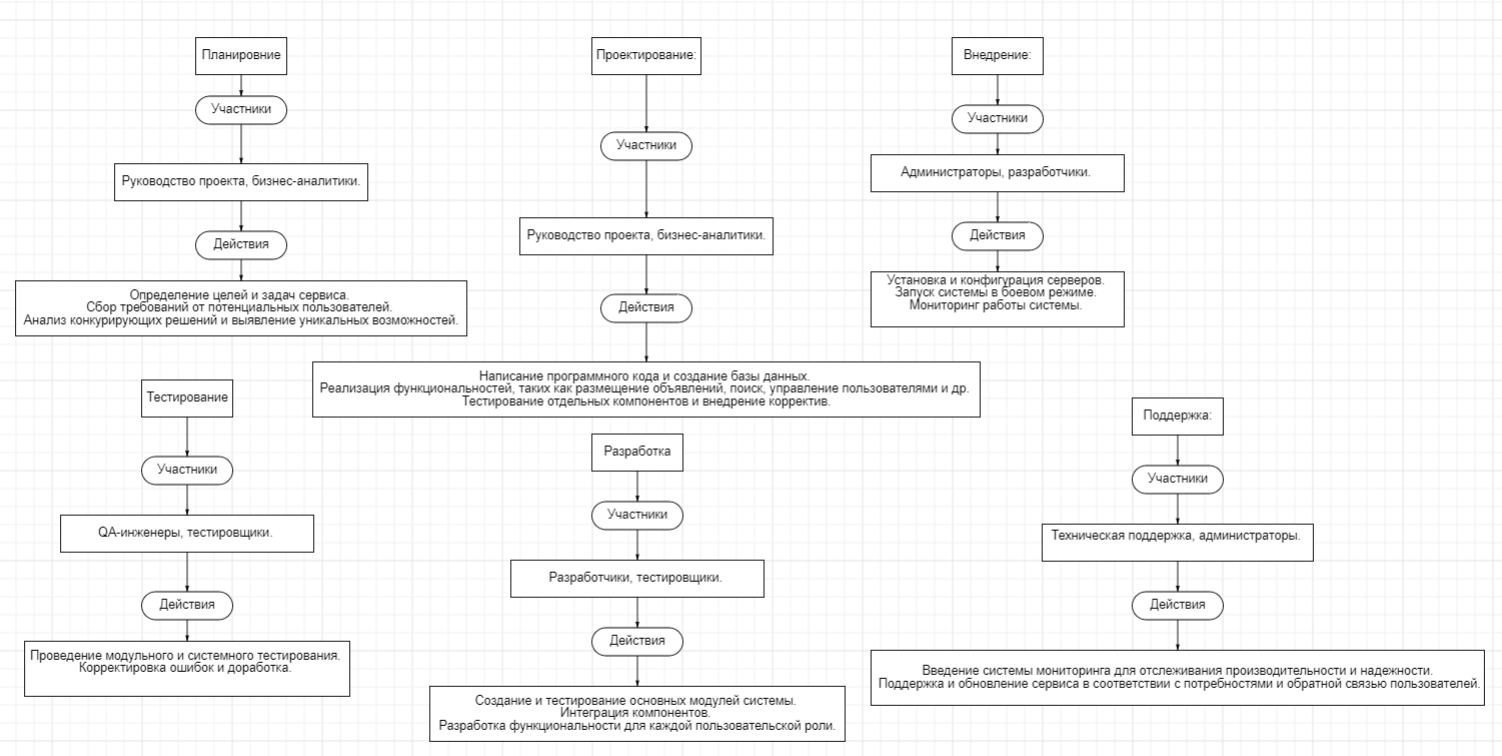 Планировние
Участники
Руководство проекта, бизнес-аналитики.
Действия
Определение целей и задач сервиса.
Сбор требований от потенциальных пользователей.
Анализ конкурирующих решений и выявление уникальных возможностей.
Проектирование:
Участники
Руководство проекта, бизнес-аналитики.
Действия
Написание программного кода и создание базы данных.
Реализация функциональностей, таких как размещение объявлений, поиск, управление пользователями и др.
Тестирование отдельных компонентов и внедрение корректив.
Внедрение:
Участники
Администраторы, разработчики.
Действия
Установка и конфигурация серверов.
Запуск системы в боевом режиме.
Мониторинг работы системы.
Тестирование
Участники
QA-инженеры, тестировщики.
Действия
Проведение модульного и системного тестирования.
Корректировка ошибок и доработка.
Разработка
Участники
Разработчики, тестировщики.
Действия
Создание и тестирование основных модулей системы.
Интеграция компонентов.
Разработка функциональности для каждой пользовательской роли.
Поддержка:
Участники
Техническая поддержка, администраторы.
Действия
Введение системы мониторинга для отслеживания производительности и надежности.
Поддержка и обновление сервиса в соответствии с потребностями и обратной связью пользователей.